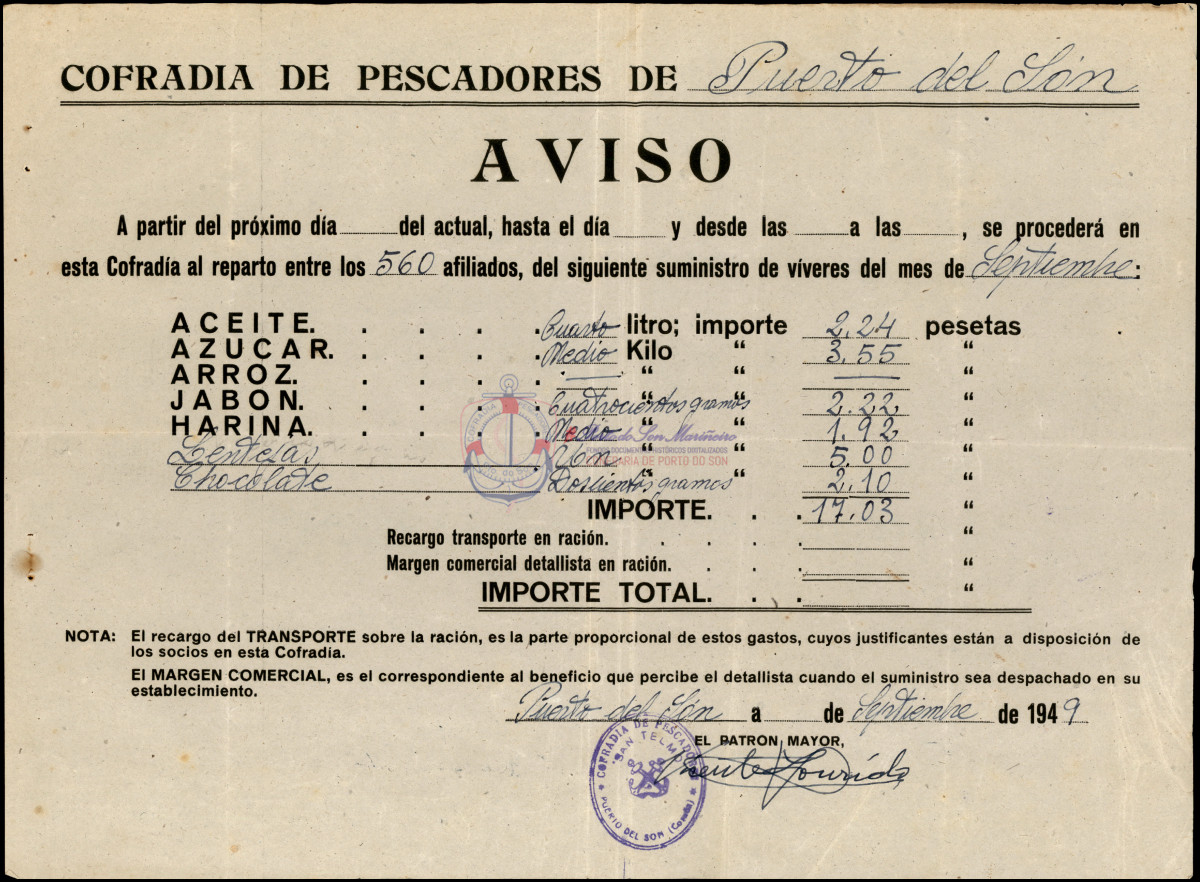 COFRADIA DE PESCADORES DE Puerto del Són
AVISO
A partir del próximo día ........ del actual, hasta el día ........ y desde las ........ a las ........ , se procederá en
esta Cofradía al reparto entre los 560 afiliados, del siguiente suministro de víveres del mes de Septiembre:
ACEITE. . . . . Cuarto litro; importe 2.24 pesetas
AZUCAR. . . . . Medio Kilo “ 3.55 “
ARROZ. . . . . — “ “ — “
JABON. . . . . Cuatrocientos gramos “ “ 2.22 “
HARINA. . . . . Medio “ “ 1.92 “
Lentejas Un “ “ 5.00 “
Chocolate Doscientos gramos “ “ 2.10 “
IMPORTE. . . 17.03 “
Recargo transporte en ración. . . . . “
Margen comercial detallista en ración. . . . “
IMPORTE TOTAL. . . “
NOTA: El recargo del TRANSPORTE sobre la ración, es la parte proporcional de estos gastos, cuyos justificantes están a disposición de
los socios en esta Cofradía.
El MARGEN COMERCIAL, es el correspondiente al beneficio que percibe el detallista cuando el suministro sea despachado en su
establecimiento.
Puerto del Són a ........ de Septiembre de 1949
EL PATRON MAYOR,
COFRADIA DE PESCADORES
"SAN TELMO"
PUERTO DEL SON (Coruña)
Son Mariñeiro
PORTO DO SON